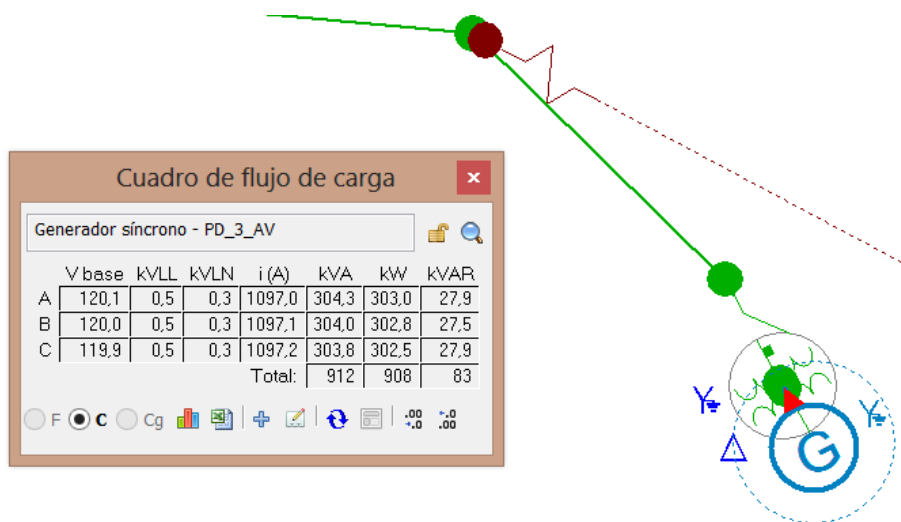 Cuadro de flujo de carga
x
Generador síncrono - PD_3_AV
V base kVLL kVLN i (A) kVA kW kVAR
A 120,1 0,5 0,3 1097,0 304,3 303,0 27,9
B 120,0 0,5 0,3 1097,1 304,0 302,8 27,5
C 119,9 0,5 0,3 1097,2 303,8 302,5 27,9
Total: 912 908 83
F C Cg .00 .0 .0 .00
Y Y
G